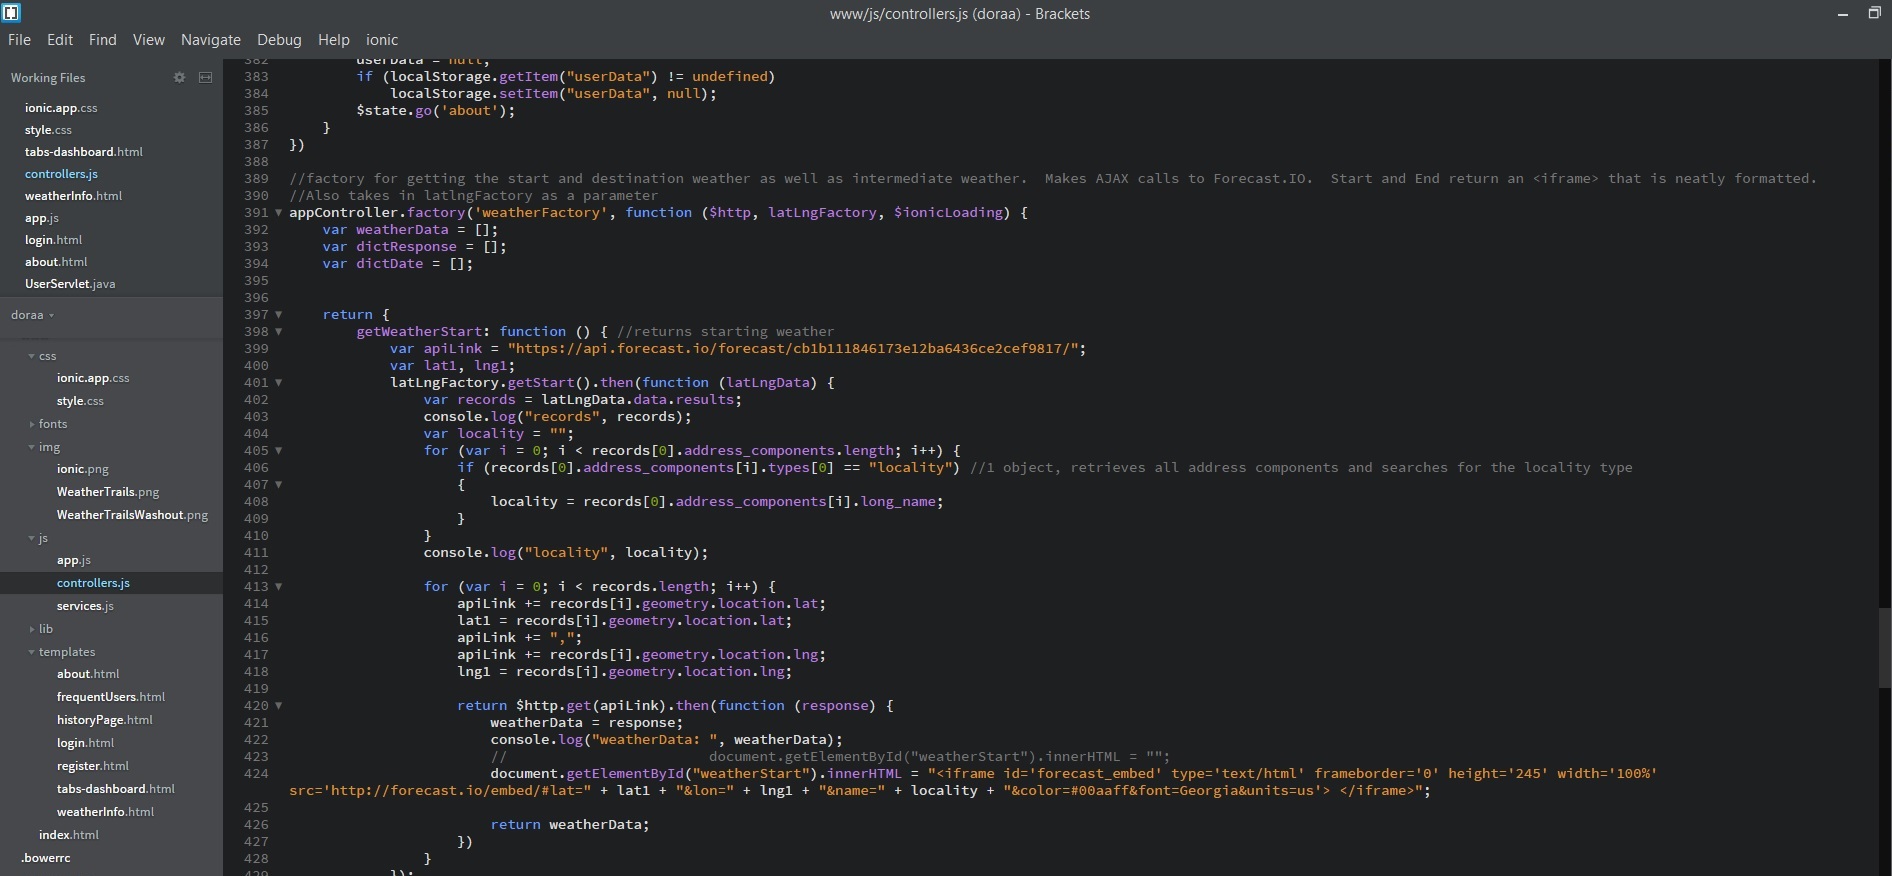 www/js/controllers.js (doraa) - Brackets
File Edit Find View Navigate Debug Help ionic
Working Files
ionic.app.css
style.css
tabs-dashboard.html
controllers.js
weatherInfo.html
app.js
login.html
about.html
UserServlet.java
doraa
css
ionic.app.css
style.css
fonts
img
ionic.png
WeatherTrails.png
WeatherTrailsWashout.png
js
app.js
controllers.js
services.js
lib
templates
about.html
frequentUsers.html
historyPage.html
login.html
register.html
tabs-dashboard.html
weatherInfo.html
index.html
.bowerrc
382 userData = null;
383 if (localStorage.getItem("userData") != undefined)
384 localStorage.setItem("userData", null);
385 $state.go('about');
386 }
387 })
388
389 //factory for getting the start and destination weather as well as intermediate weather.  Makes AJAX calls to Forecast.IO.  Start and End return an <iframe> that is neatly formatted.
390 //Also takes in latlngFactory as a parameter
391 appController.factory('weatherFactory', function ($http, latLngFactory, $ionicLoading) {
392 var weatherData = [];
393 var dictResponse = [];
394 var dictDate = [];
395
396
397 return {
398 getWeatherStart: function () { //returns starting weather
399 var apiLink = "https://api.forecast.io/forecast/cb1b111846173e12ba6436ce2cef9817/";
400 var lat1, lng1;
401 latLngFactory.getStart().then(function (latLngData) {
402 var records = latLngData.data.results;
403 console.log("records", records);
404 var locality = "";
405 for (var i = 0; i < records[0].address_components.length; i++) {
406 if (records[0].address_components[i].types[0] == "locality") //1 object, retrieves all address components and searches for the locality type
407 {
408 locality = records[0].address_components[i].long_name;
409 }
410 }
411 console.log("locality", locality);
412
413 for (var i = 0; i < records.length; i++) {
414 apiLink += records[i].geometry.location.lat;
415 lat1 = records[i].geometry.location.lat;
416 apiLink += ",";
417 apiLink += records[i].geometry.location.lng;
418 lng1 = records[i].geometry.location.lng;
419
420 return $http.get(apiLink).then(function (response) {
421 weatherData = response;
422 console.log("weatherData: ", weatherData);
423 // document.getElementById("weatherStart").innerHTML = "";
424 document.getElementById("weatherStart").innerHTML = "<iframe id='forecast_embed' type='text/html' frameborder='0' height='245' width='100%'
src='http://forecast.io/embed/#lat=" + lat1 + "&lon=" + lng1 + "&name=" + locality + "&color=#00aaff&font=Georgia&units=us'> </iframe>";
425
426 return weatherData;
427 })
428 }
429 });